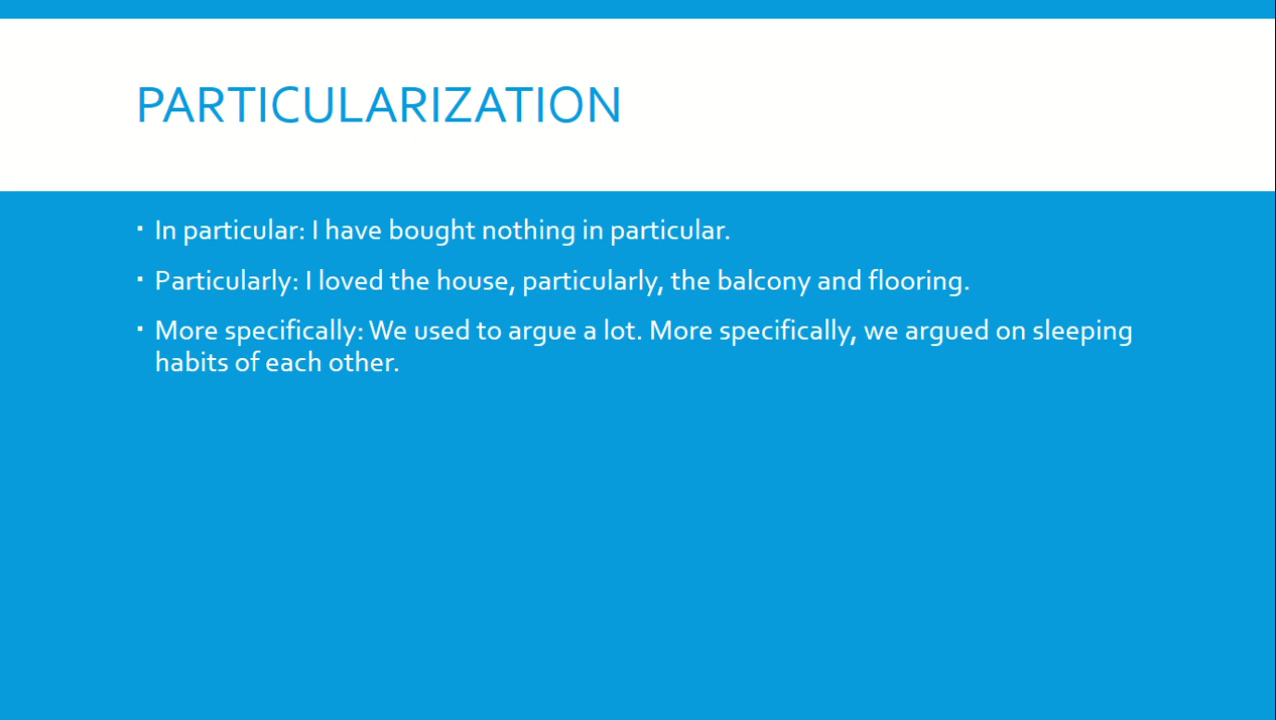 PARTICULARIZATION
▪ In particular: I have bought nothing in particular.
▪ Particularly: I loved the house, particularly, the balcony and flooring.
▪ More specifically: We used to argue a lot. More specifically, we argued on sleeping
habits of each other.